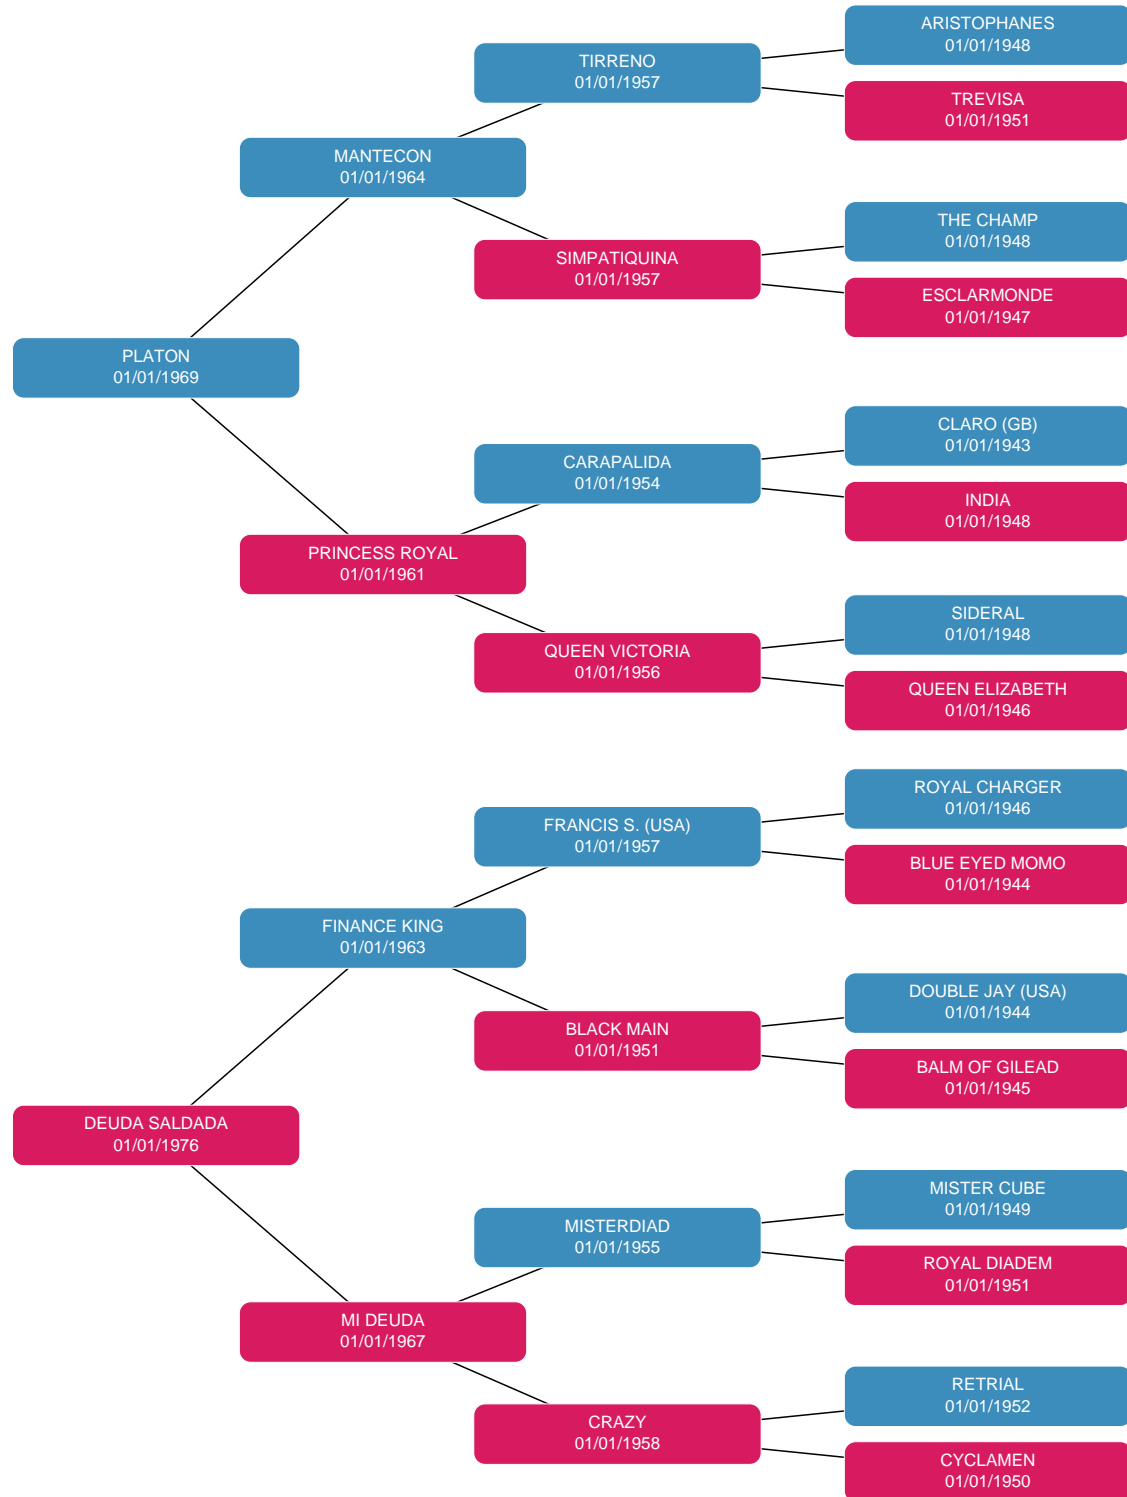 ARISTOPHANES
01/01/1948
TIRRENO
01/01/1957
TREVISA
01/01/1951
MANTECON
01/01/1964
THE CHAMP
01/01/1948
SIMPATIQUINA
01/01/1957
ESCLARMONDE
01/01/1947
PLATON
01/01/1969
CLARO (GB)
01/01/1943
CARAPALIDA
01/01/1954
INDIA
01/01/1948
PRINCESS ROYAL
01/01/1961
SIDERAL
01/01/1948
QUEEN VICTORIA
01/01/1956
QUEEN ELIZABETH
01/01/1946
ROYAL CHARGER
01/01/1946
FRANCIS S. (USA)
01/01/1957
BLUE EYED MOMO
01/01/1944
FINANCE KING
01/01/1963
DOUBLE JAY (USA)
01/01/1944
BLACK MAIN
01/01/1951
BALM OF GILEAD
01/01/1945
DEUDA SALDADA
01/01/1976
MISTER CUBE
01/01/1949
MISTERDIAD
01/01/1955
ROYAL DIADEM
01/01/1951
MI DEUDA
01/01/1967
RETRIAL
01/01/1952
CRAZY
01/01/1958
CYCLAMEN
01/01/1950